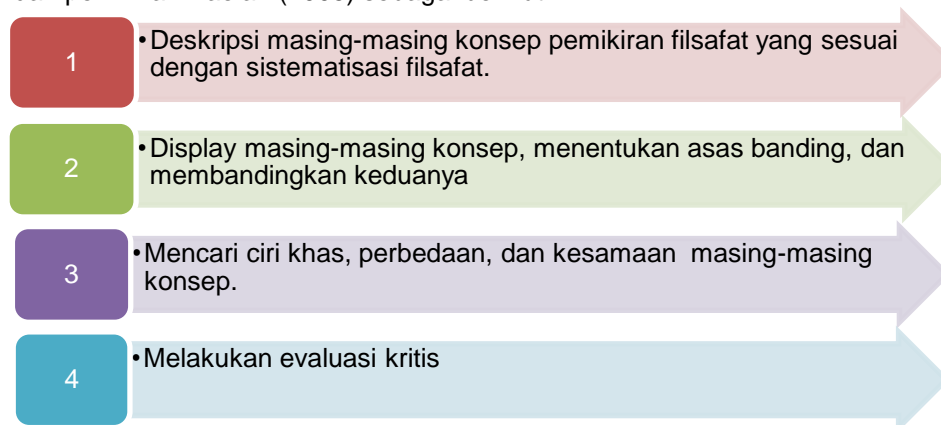 1
•Deskripsi masing-masing konsep pemikiran filsafat yang sesuai
dengan sistematisasi filsafat.
2
•Display masing-masing konsep, menentukan asas banding, dan
membandingkan keduanya
3
•Mencari ciri khas, perbedaan, dan kesamaan masing-masing
konsep.
4
•Melakukan evaluasi kritis